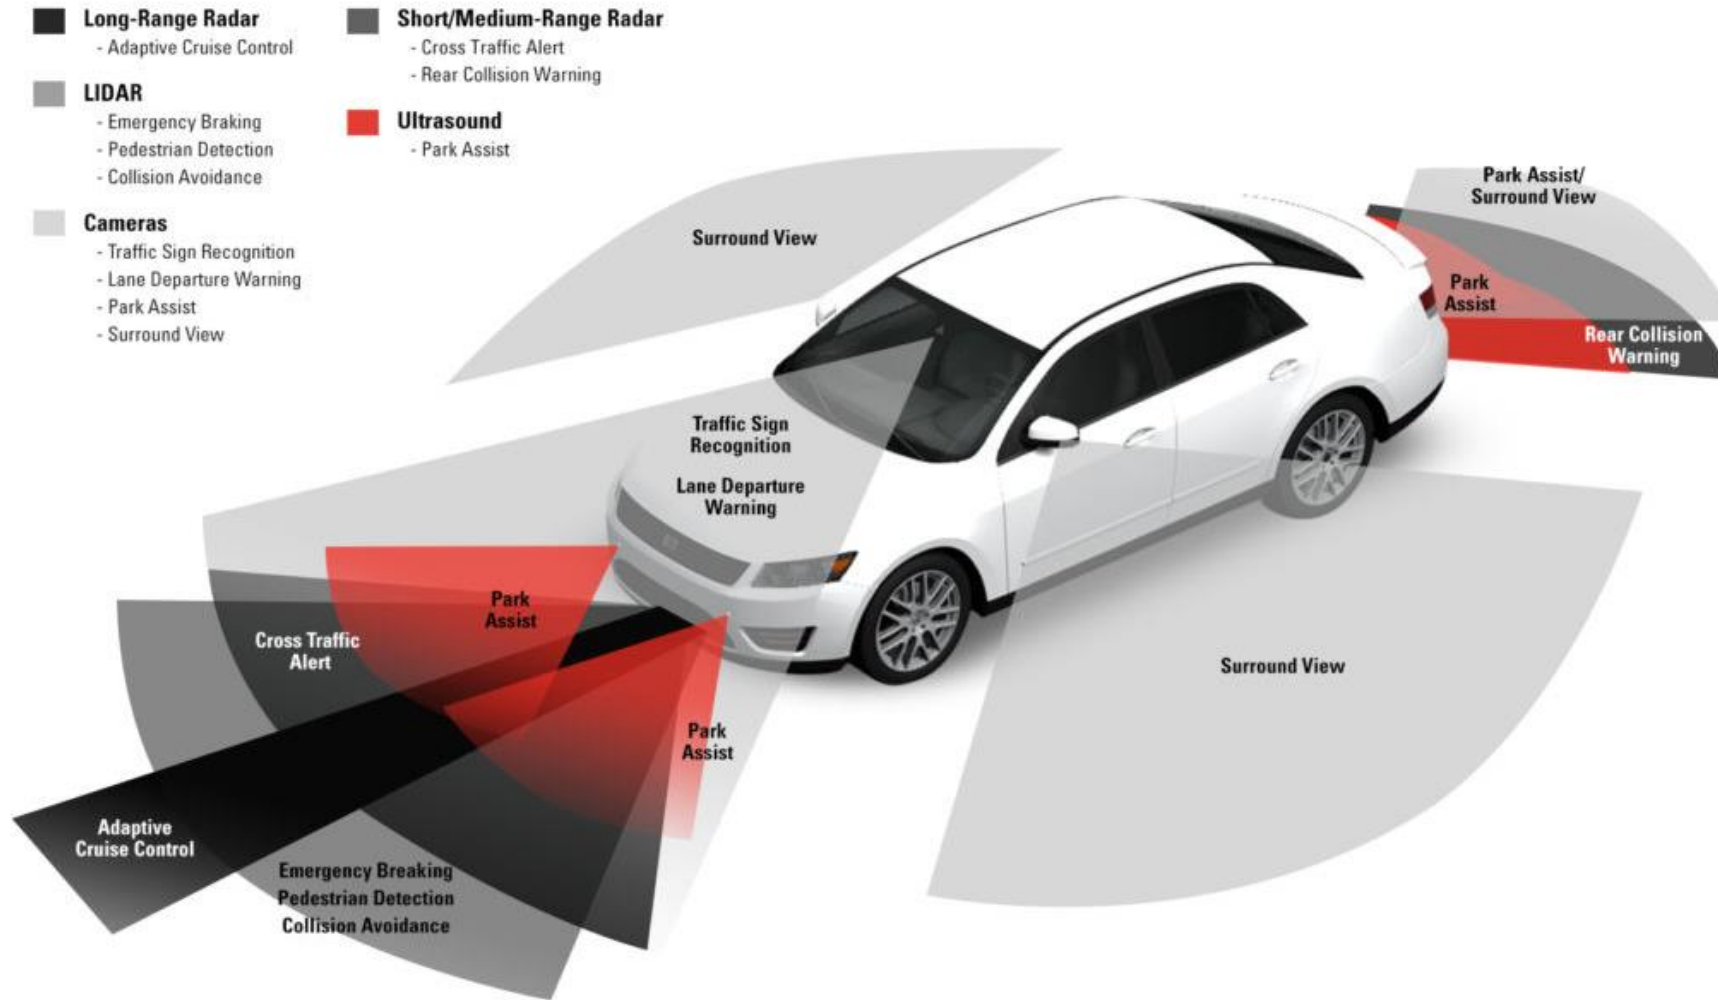 Long-Range Radar
- Adaptive Cruise Control
LIDAR
- Emergency Braking
- Pedestrian Detection
- Collision Avoidance
Cameras
- Traffic Sign Recognition
- Lane Departure Warning
- Park Assist
- Surround View
Short/Medium-Range Radar
- Cross Traffic Alert
- Rear Collision Warning
Ultrasound
- Park Assist
Surround View
Park Assist/
Surround View
Park
Assist
Rear Collision
Warning
Traffic Sign
Recognition
Lane Departure
Warning
Park
Assist
Cross Traffic
Alert
Surround View
Park
Assist
Adaptive
Cruise Control
Emergency Breaking
Pedestrian Detection
Collision Avoidance